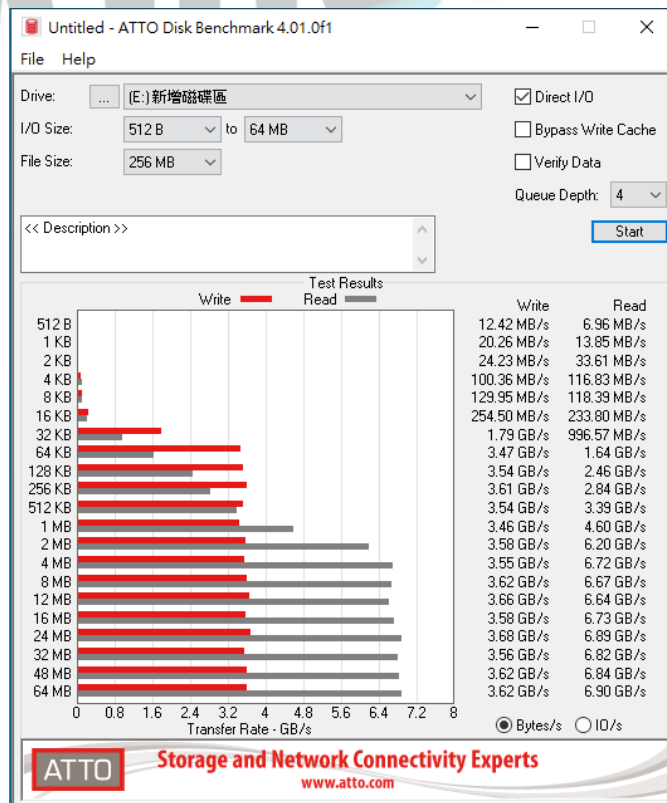 Untitled - ATTO Disk Benchmark 4.01.0f1
File Help
Drive: ... (E:)新增磁碟區 Direct I/O
I/O Size: 512 B to 64 MB Bypass Write Cache
File Size: 256 MB Verify Data
Queue Depth: 4
<< Description >> Start
Test Results
Write Read Write Read
512 B 12.42 MB/s 6.96 MB/s
1 KB 20.26 MB/s 13.85 MB/s
2 KB 24.23 MB/s 33.61 MB/s
4 KB 100.36 MB/s 116.83 MB/s
8 KB 129.95 MB/s 118.39 MB/s
16 KB 254.50 MB/s 233.80 MB/s
32 KB 1.79 GB/s 996.57 MB/s
64 KB 3.47 GB/s 1.64 GB/s
128 KB 3.54 GB/s 2.46 GB/s
256 KB 3.61 GB/s 2.84 GB/s
512 KB 3.54 GB/s 3.39 GB/s
1 MB 3.46 GB/s 4.60 GB/s
2 MB 3.58 GB/s 6.20 GB/s
4 MB 3.55 GB/s 6.72 GB/s
8 MB 3.62 GB/s 6.67 GB/s
12 MB 3.66 GB/s 6.64 GB/s
16 MB 3.58 GB/s 6.73 GB/s
24 MB 3.68 GB/s 6.89 GB/s
32 MB 3.56 GB/s 6.82 GB/s
48 MB 3.62 GB/s 6.84 GB/s
64 MB 3.62 GB/s 6.90 GB/s
0 0.8 1.6 2.4 3.2 4 4.8 5.6 6.4 7.2 8
Transfer Rate - GB/s Bytes/s IO/s
ATTO Storage and Network Connectivity Experts
www.atto.com